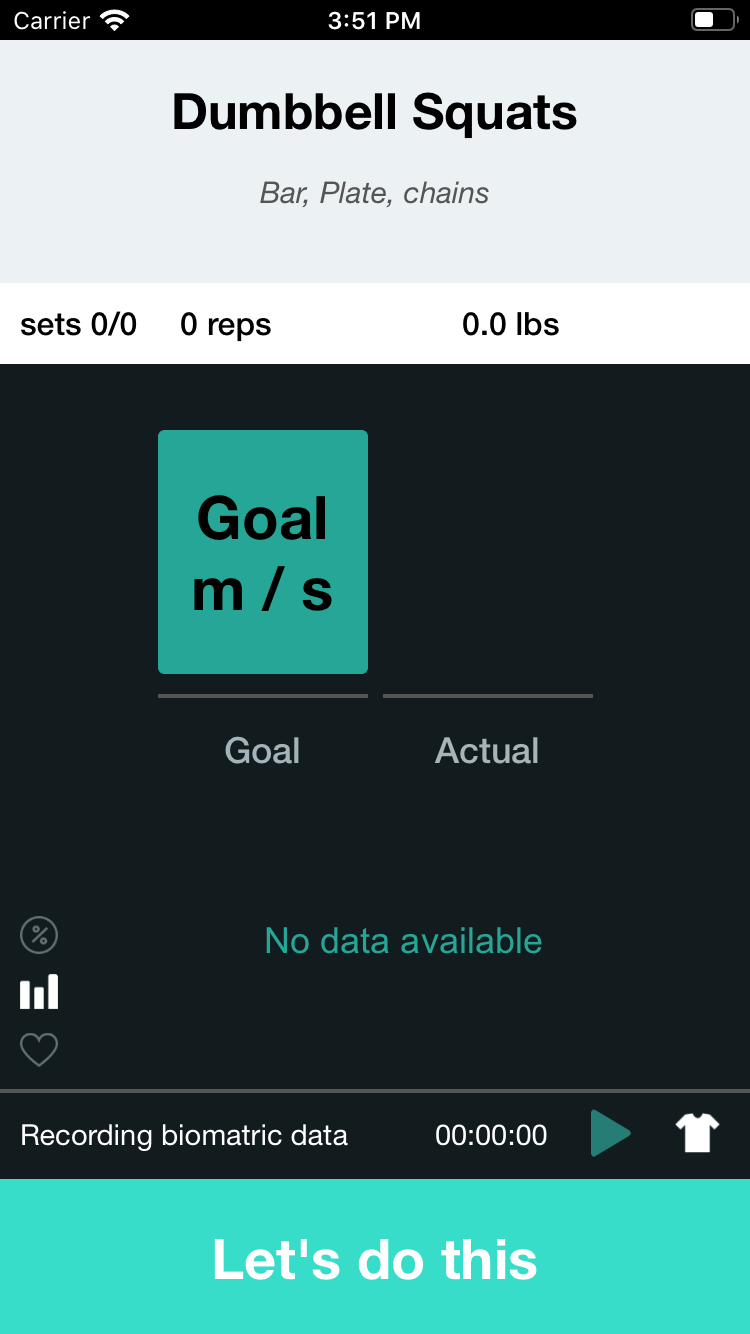 Carrier 3:51 PM
Dumbbell Squats
Bar, Plate, chains
sets 0/0 0 reps 0.0 lbs
Goal
m / s
Goal Actual
%
No data available
Recording biomatric data 00:00:00
Let's do this